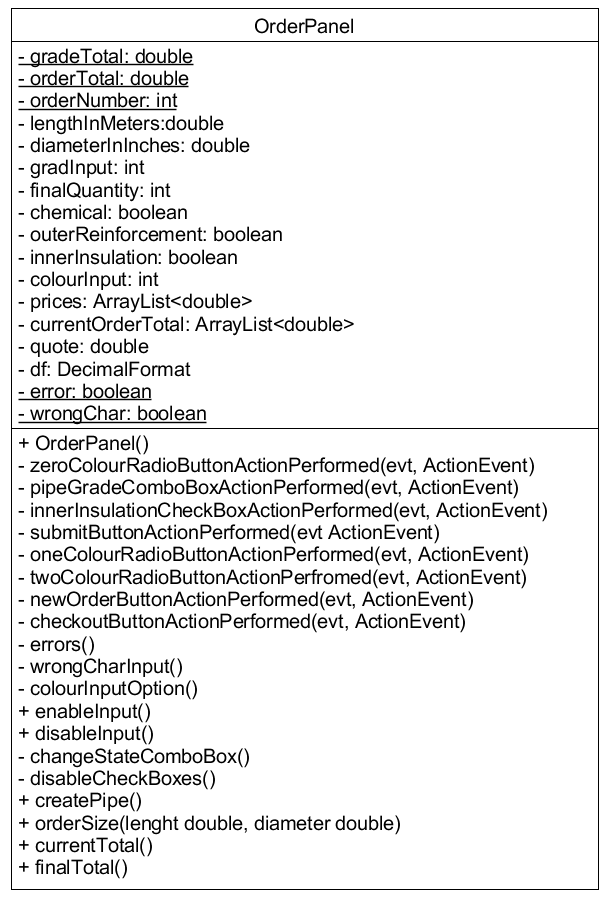 OrderPanel
- gradeTotal: double
- orderTotal: double
- orderNumber: int
- lengthInMeters:double
- diameterInInches: double
- gradInput: int
- finalQuantity: int
- chemical: boolean
- outerReinforcement: boolean
- innerInsulation: boolean
- colourInput: int
- prices: ArrayList<double>
- currentOrderTotal: ArrayList<double>
- quote: double
- df: DecimalFormat
- error: boolean
- wrongChar: boolean
+ OrderPanel()
- zeroColourRadioButtonActionPerformed(evt, ActionEvent)
- pipeGradeComboBoxActionPerformed(evt, ActionEvent)
- innerInsulationCheckBoxActionPerformed(evt, ActionEvent)
- submitButtonActionPerformed(evt ActionEvent)
- oneColourRadioButtonActionPerformed(evt, ActionEvent)
- twoColourRadioButtonActionPerfromed(evt, ActionEvent)
- newOrderButtonActionPerformed(evt, ActionEvent)
- checkoutButtonActionPerformed(evt, ActionEvent)
- errors()
- wrongCharInput()
- colourInputOption()
+ enableInput()
+ disableInput()
- changeStateComboBox()
- disableCheckBoxes()
+ createPipe()
+ orderSize(lenght double, diameter double)
+ currentTotal()
+ finalTotal()